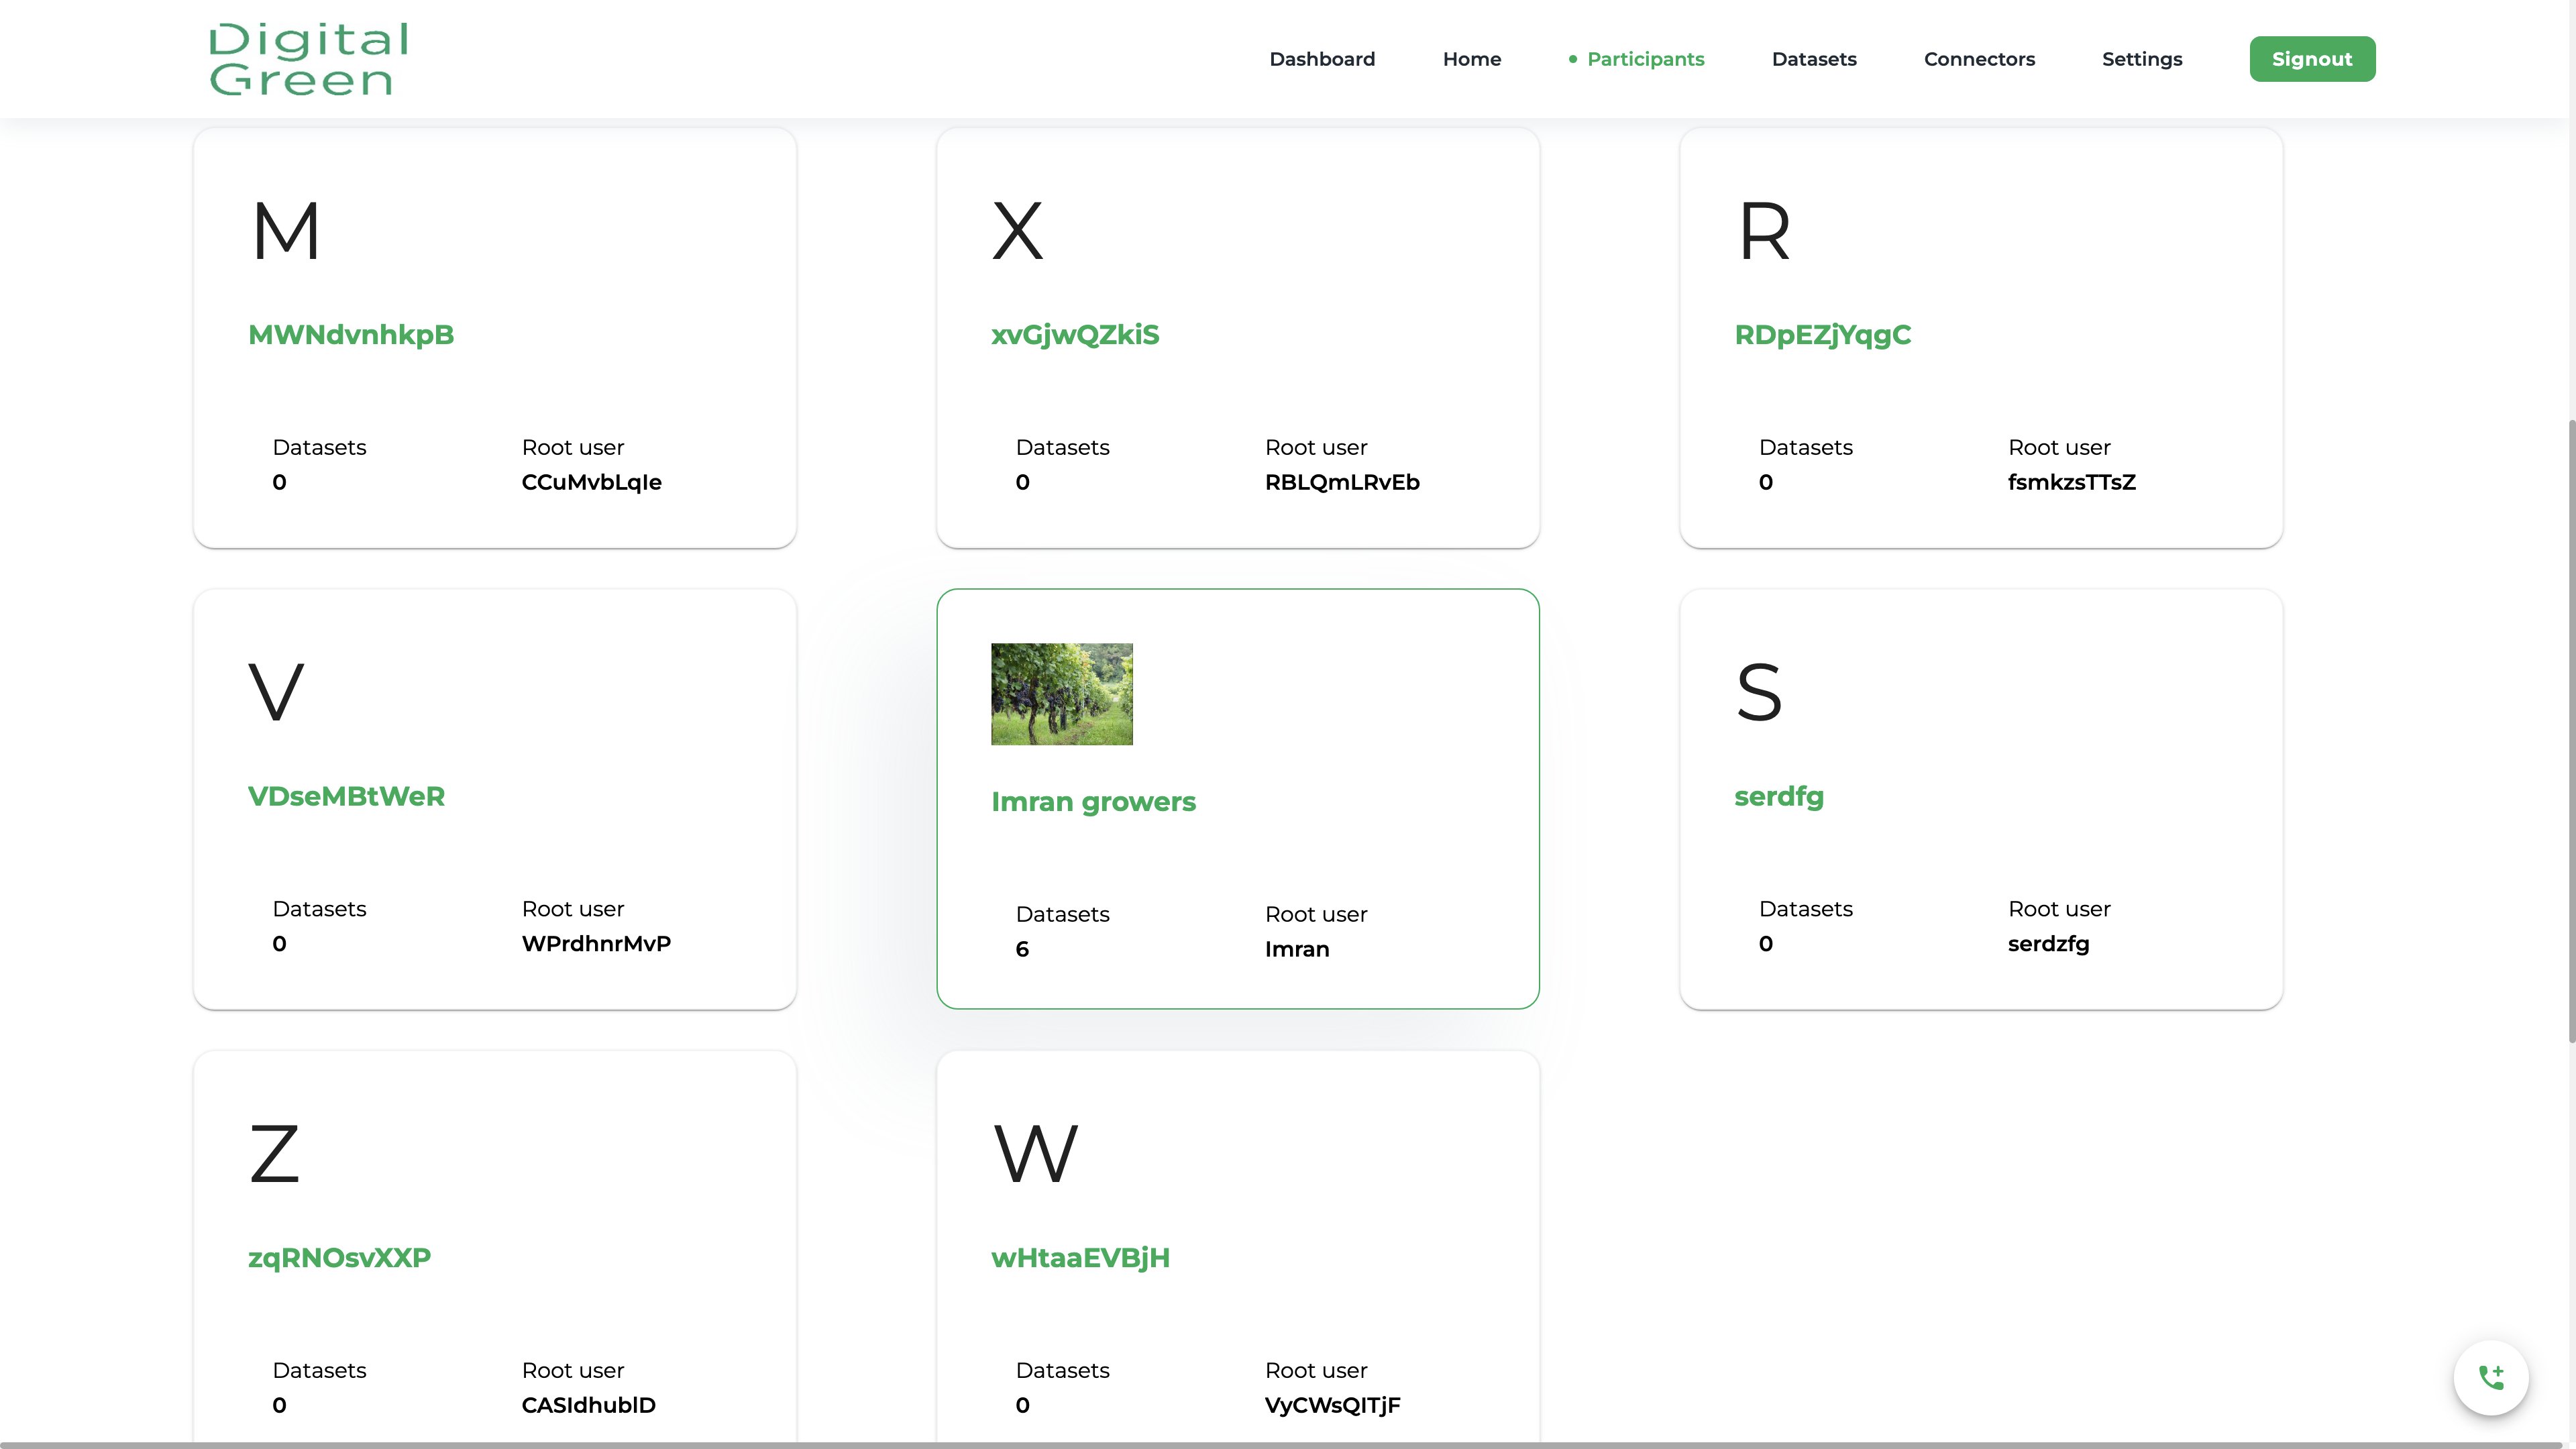 Digital
Green
Dashboard Home Participants Datasets Connectors Settings Signout
M X R
MWNdvnhkpB xvGjwQZkiS RDpEZjYqgC
Datasets Root user Datasets Root user Datasets Root user
0 CCuMvbLqIe 0 RBLQmLRvEb 0 fsmkzsTTsZ
V S
VDseMBtWeR Imran growers serdfg
Datasets Root user Datasets Root user Datasets Root user
0 WPrdhnrMvP 6 Imran 0 serdzfg
Z W
zqRNOsvXXP wHtaaEVBjH
Datasets Root user Datasets Root user
0 CASIdhublD 0 VyCWsQITjF